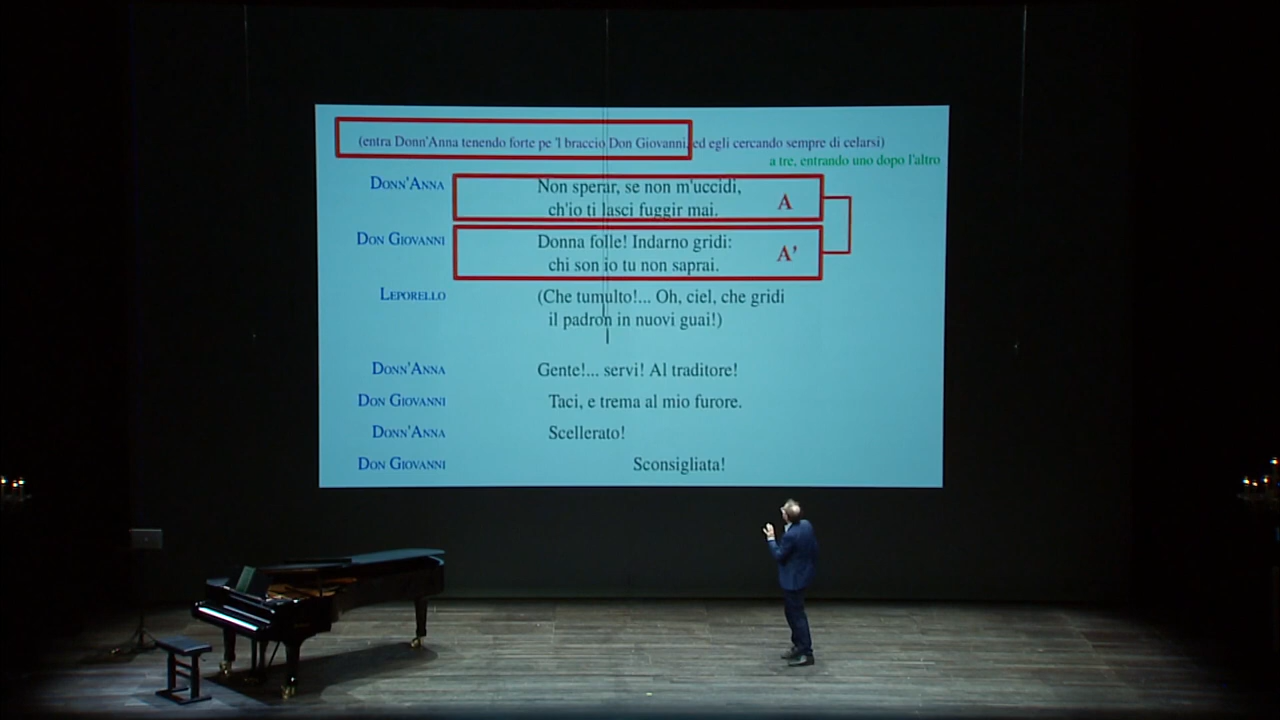 (entra Donn'Anna tenendo forte pe 'l braccio Don Giovanni, ed egli cercando sempre di celarsi)
a tre, entrando uno dopo l'altro
DONN'ANNA Non sperar, se non m'uccidi,
ch'io ti lasci fuggir mai. A
DON GIOVANNI Donna folle! Indarno gridi:
chi son io tu non saprai. A'
LEPORELLO (Che tumulto!... Oh, ciel, che gridi
il padron in nuovi guai!)
DONN'ANNA Gente!... servi! Al traditore!
DON GIOVANNI Taci, e trema al mio furore.
DONN'ANNA Scellerato!
DON GIOVANNI Sconsigliata!